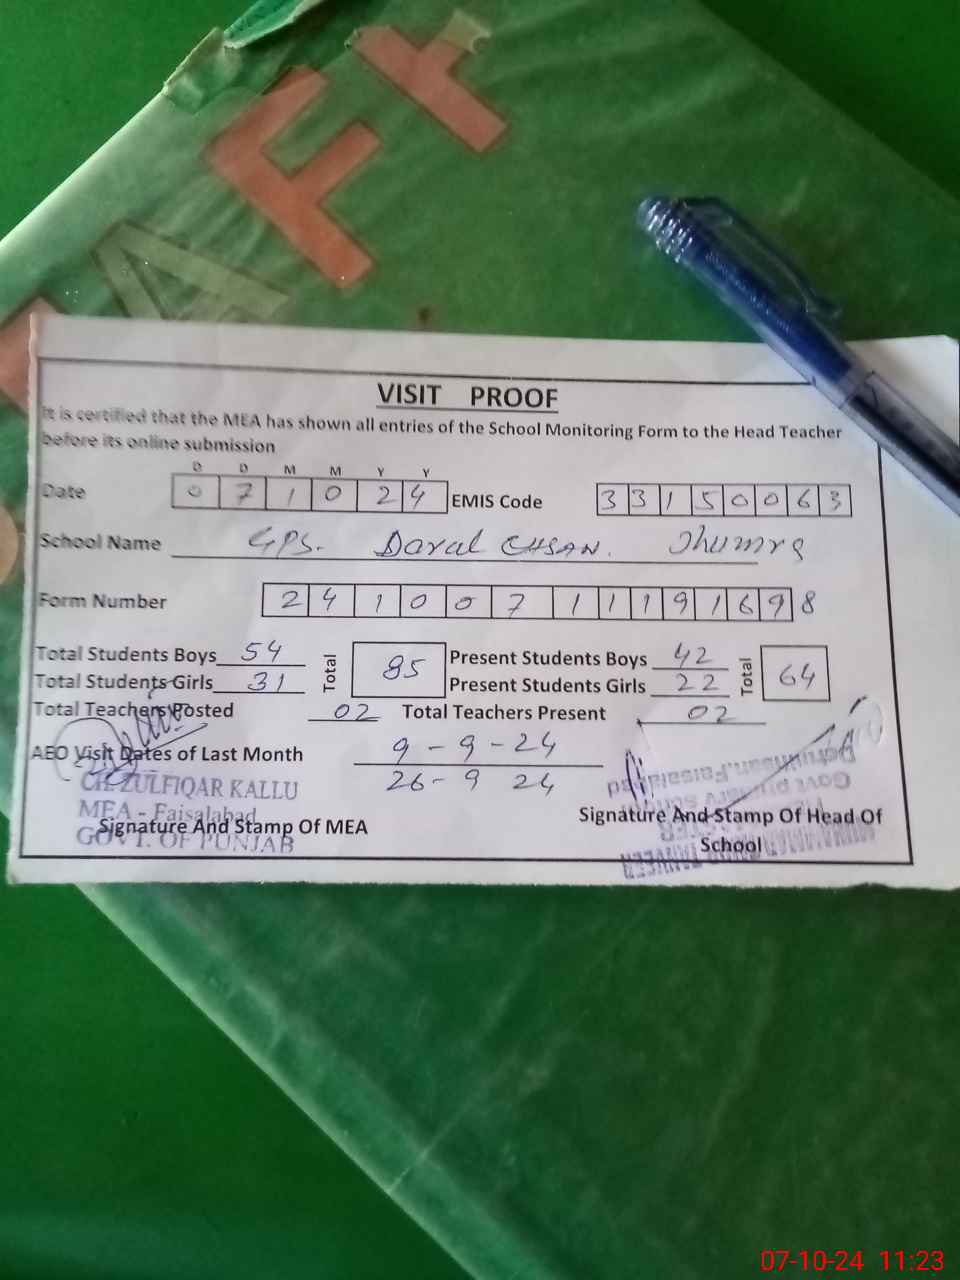 VISIT PROOF
It is certified that the MEA has shown all entries of the School Monitoring Form to the Head Teacher
before its online submission
D D M M Y Y
Date 0 7 1 0 2 4 EMIS Code 3 3 1 5 0 0 6 3
School Name GPS. Daral EHSAN. Jhumra
Form Number 2 4 1 0 0 7 1 1 1 9 1 6 9 8
Total Students Boys 54 Total 85 Present Students Boys 42 Total 64
Total Students Girls 31 Present Students Girls 22
Total Teachers Posted 02 Total Teachers Present 02
AEO Visit Dates of Last Month 9 - 9 - 24
26 - 9 24
CH. ZULFIQAR KALLU
MEA - Faisalabad
GOVT. OF PUNJAB
Signature And Stamp Of MEA
Signature And Stamp Of Head Of
School
07-10-24 11:23